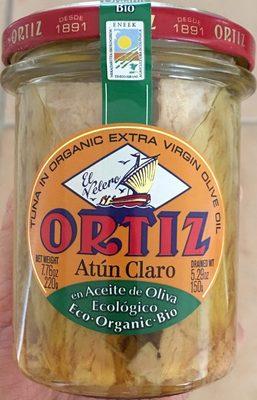 DESDE
ORTIZ 1891 1891 ORTIZ
ENEEK
BIO
TUNA IN ORGANIC EXTRA VIRGIN OLIVE OIL
El Velero
ORTIZ
NET WEIGHT
7.76oz
220g
Atún Claro
DRAINED WT
5.29oz
150g
en Aceite de Oliva
Ecológico
Eco·Organic·Bio